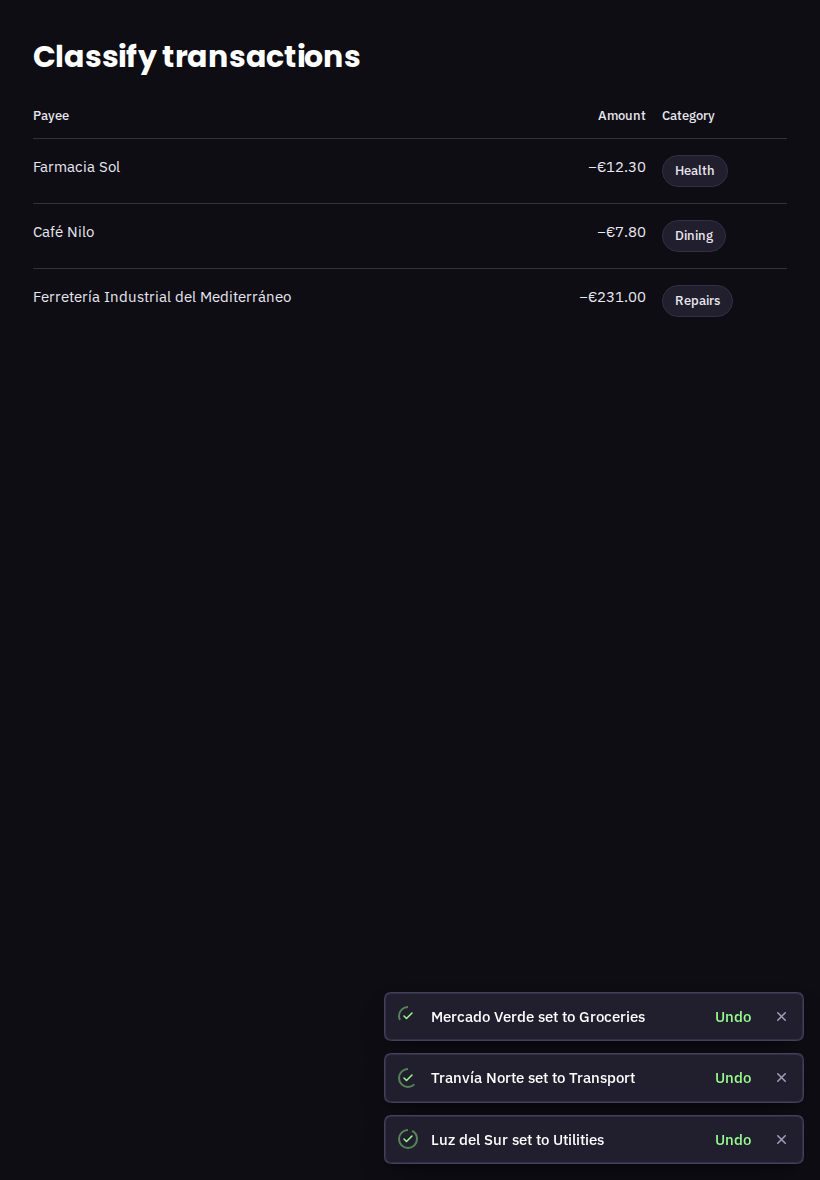 Classify transactions
Payee Amount Category
Farmacia Sol −€12.30 Health
Café Nilo −€7.80 Dining
Ferretería Industrial del Mediterráneo −€231.00 Repairs
Mercado Verde set to Groceries Undo
Tranvía Norte set to Transport Undo
Luz del Sur set to Utilities Undo